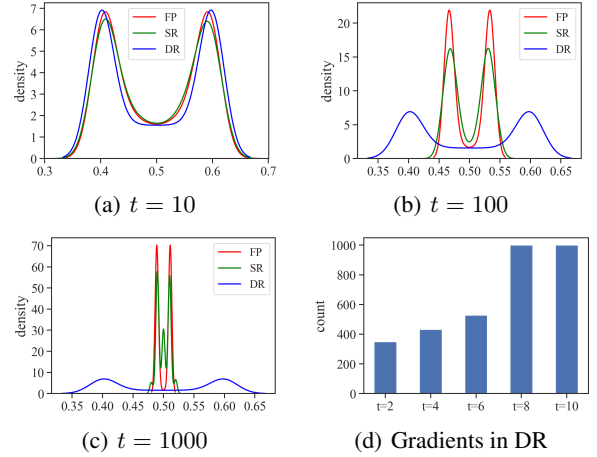 7
6
5
4
3
2
1
0
density
FP
SR
DR
0.3
0.4
0.5
0.6
0.7
(a) t = 10
20
15
10
5
0
density
FP
SR
DR
0.35
0.40
0.45
0.50
0.55
0.60
0.65
(b) t = 100
70
60
50
40
30
20
10
0
density
FP
SR
DR
0.35
0.40
0.45
0.50
0.55
0.60
0.65
(c) t = 1000
1000
800
600
400
200
0
count
t=2
t=4
t=6
t=8
t=10
(d) Gradients in DR